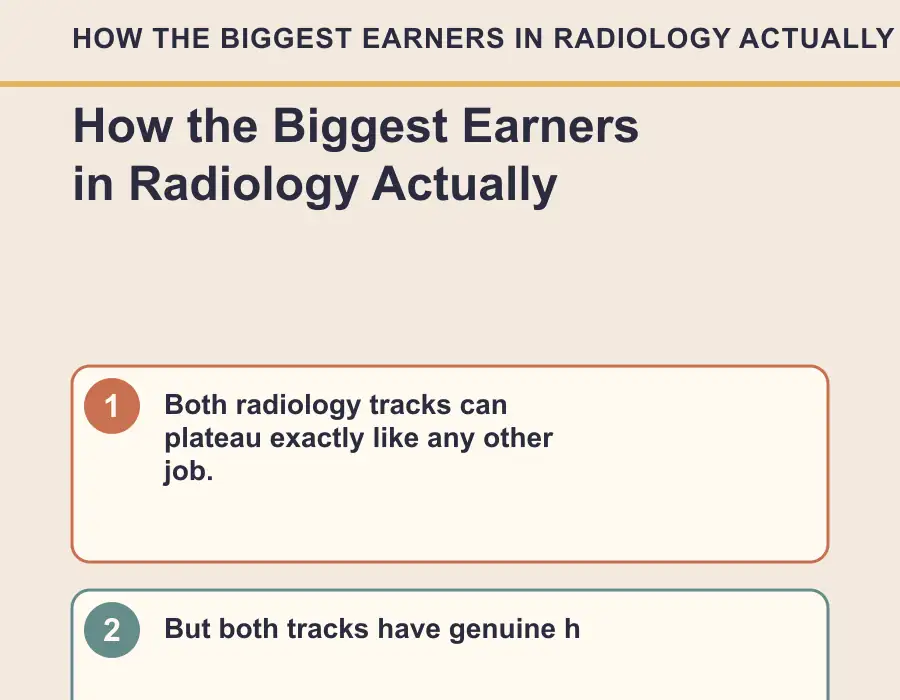 HOW THE BIGGEST EARNERS IN RADIOLOGY ACTUALLY
How the Biggest Earners
in Radiology Actually
1
Both radiology tracks can
plateau exactly like any other
job.
2
But both tracks have genuine h